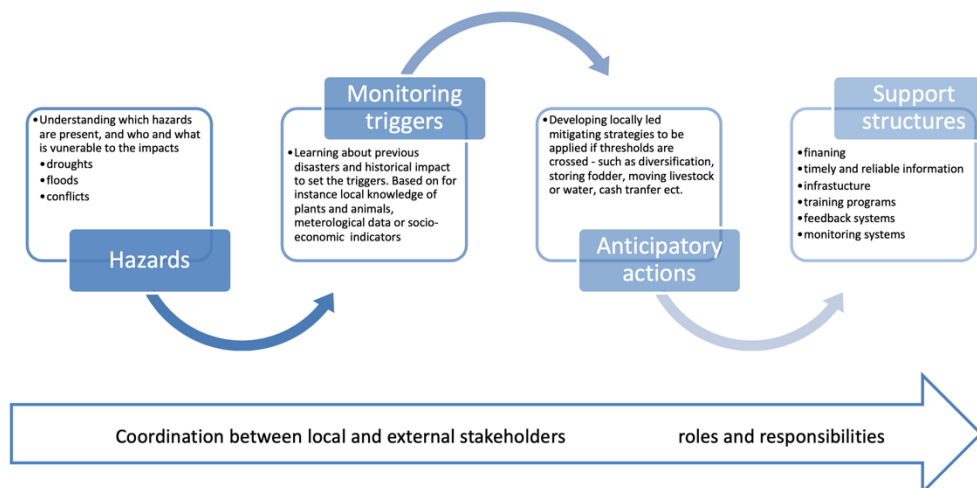 Hazards
•Understanding which hazards
are present, and who and what
is vunerable to the impacts
•droughts
•floods
•conflicts
Monitoring
triggers
•Learning about previous
disasters and historical impact
to set the triggers. Based on for
instance local knowledge of
plants and animals,
meterological data or socio-
economic indicators
Anticipatory
actions
•Developing locally led
mitigating strategies to be
applied if thresholds are
crossed - such as diversification,
storing fodder, moving livestock
or water, cash tranfer ect.
Support
structures
•finaning
•timely and reliable information
•infrastucture
•training programs
•feedback systems
•monitoring systems
Coordination between local and external stakeholders roles and responsibilities